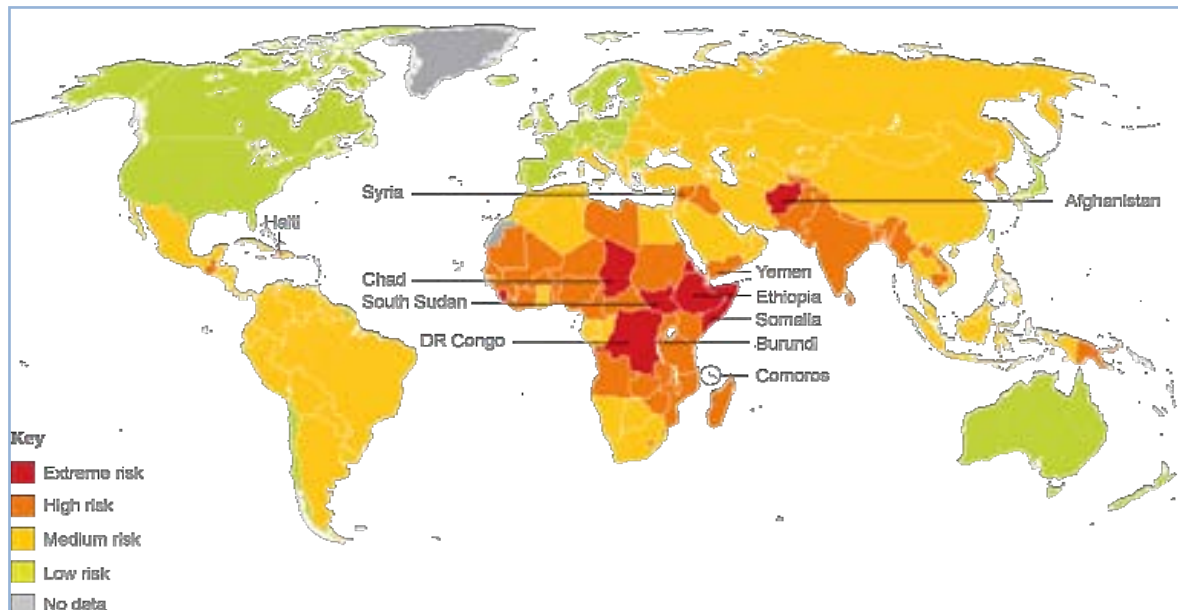 Syria
Afghanistan
Haiti
Yemen
Chad
Ethiopia
South Sudan
Somalia
DR Congo
Burundi
Comoros
Key
Extreme risk
High risk
Medium risk
Low risk
No data